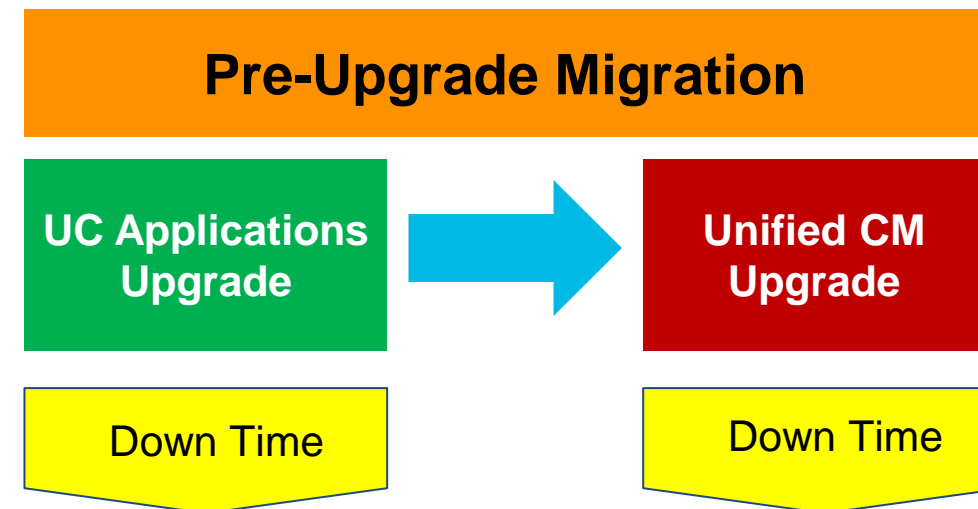 Pre-Upgrade Migration
UC Applications
Upgrade
Unified CM
Upgrade
Down Time
Down Time